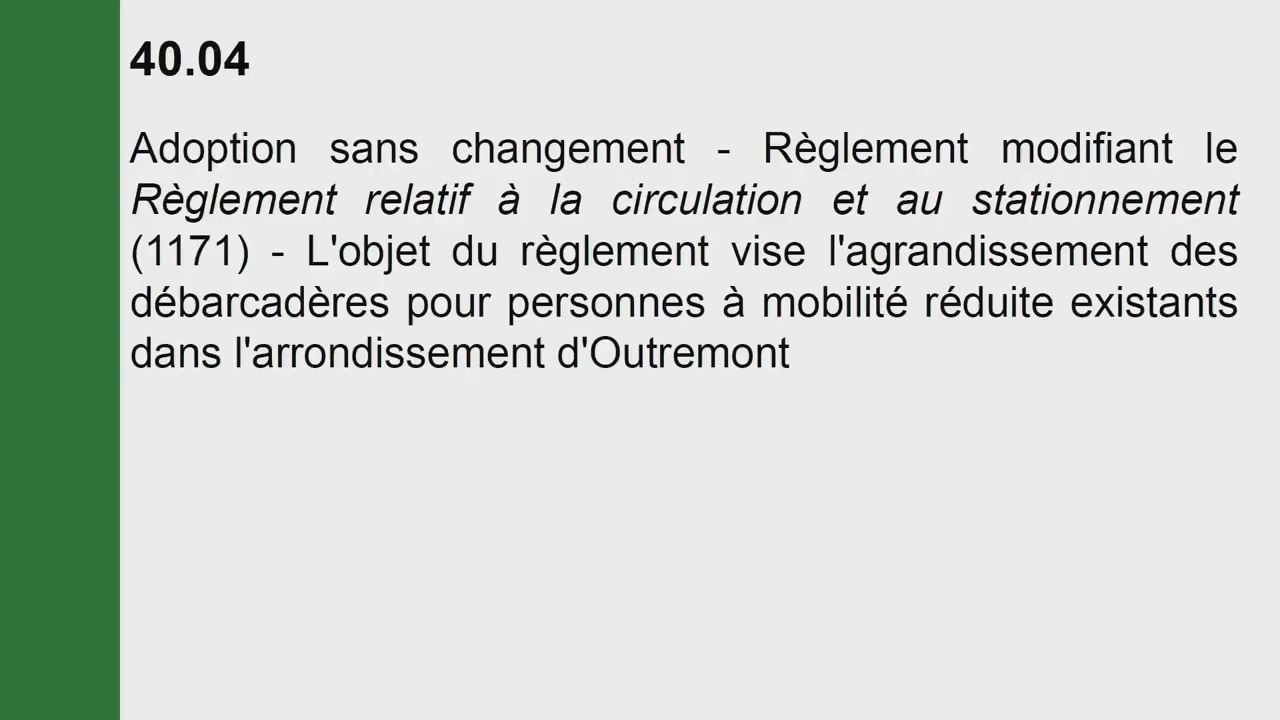 40.04
Adoption sans changement - Règlement modifiant le
Règlement relatif à la circulation et au stationnement
(1171) - L'objet du règlement vise l'agrandissement des
débarcadères pour personnes à mobilité réduite existants
dans l'arrondissement d'Outremont